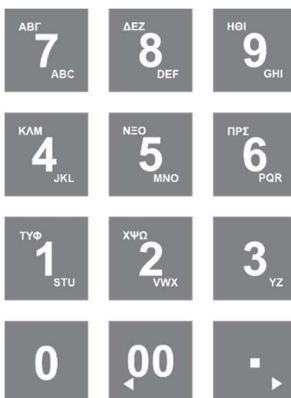 ΑΒΓ 7 ABC
ΔΕΖ 8 DEF
ΗΘΙ 9 GHI
ΚΛΜ 4 JKL
ΝΞΟ 5 MNO
ΠΡΣ 6 PQR
ΤΥΦ 1 STU
ΧΨΩ 2 VWX
3 YZ
0
00
.